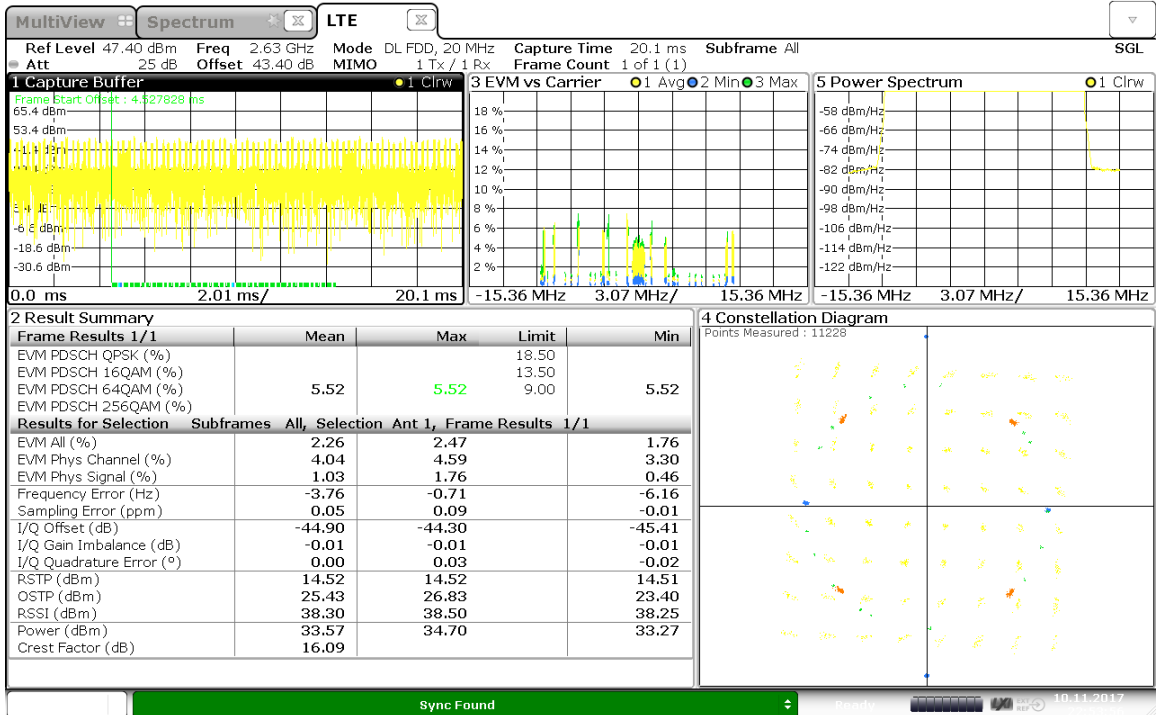 MultiView Spectrum LTE
Ref Level 47.40 dBm Freq 2.63 GHz Mode DL FDD, 20 MHz Capture Time 20.1 ms Subframe All SGL
Att 25 dB Offset 43.40 dB MIMO 1 Tx / 1 Rx Frame Count 1 of 1 (1)
1 Capture Buffer 1 Clrw
Frame Start Offset : 4.527828 ms
65.4 dBm
53.4 dBm
-6.6 dBm
-18.6 dBm
-30.6 dBm
0.0 ms 2.01 ms/ 20.1 ms
3 EVM vs Carrier 1 Avg 2 Min 3 Max
18 %
16 %
14 %
12 %
10 %
8 %
6 %
4 %
2 %
-15.36 MHz 3.07 MHz/ 15.36 MHz
5 Power Spectrum 1 Clrw
-58 dBm/Hz
-66 dBm/Hz
-74 dBm/Hz
-82 dBm/Hz
-90 dBm/Hz
-98 dBm/Hz
-106 dBm/Hz
-114 dBm/Hz
-122 dBm/Hz
-15.36 MHz 3.07 MHz/ 15.36 MHz
2 Result Summary
Frame Results 1/1 Mean Max Limit Min
EVM PDSCH QPSK (%) 18.50
EVM PDSCH 16QAM (%) 13.50
EVM PDSCH 64QAM (%) 5.52 5.52 9.00 5.52
EVM PDSCH 256QAM (%)
Results for Selection Subframes All, Selection Ant 1, Frame Results 1/1
EVM All (%) 2.26 2.47 1.76
EVM Phys Channel (%) 4.04 4.59 3.30
EVM Phys Signal (%) 1.03 1.76 0.46
Frequency Error (Hz) -3.76 -0.71 -6.16
Sampling Error (ppm) 0.05 0.09 -0.01
I/Q Offset (dB) -44.90 -44.30 -45.41
I/Q Gain Imbalance (dB) -0.01 -0.01 -0.01
I/Q Quadrature Error (º) 0.00 0.03 -0.02
RSTP (dBm) 14.52 14.52 14.51
OSTP (dBm) 25.43 26.83 23.40
RSSI (dBm) 38.30 38.50 38.25
Power (dBm) 33.57 34.70 33.27
Crest Factor (dB) 16.09
4 Constellation Diagram
Points Measured : 11228
Sync Found Ready LXI EXT REF 10.11.2017